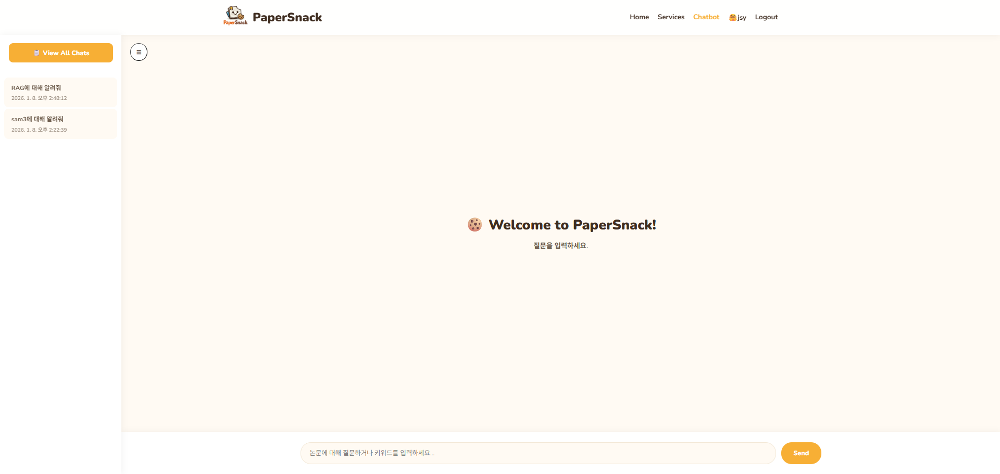 PaperSnack
PaperSnack
Home
Services
Chatbot
jsy
Logout
View All Chats
RAG에 대해 알려줘
2026. 1. 8. 오후 2:48:12
sam3에 대해 알려줘
2026. 1. 8. 오후 2:22:39
Welcome to PaperSnack!
질문을 입력하세요.
논문에 대해 질문하거나 키워드를 입력하세요...
Send